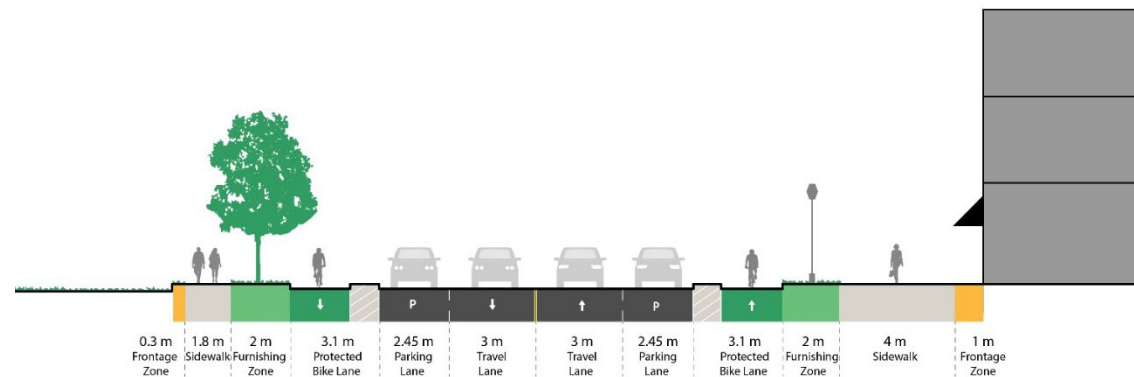 P
P
0.3 m 1.8 m 2 m 3.1 m 2.45 m 3 m 3 m 2.45 m 3.1 m 2 m 4 m 1 m
Frontage Sidewalk Furnishing Protected Parking Travel Travel Parking Protected Furnishing Sidewalk Frontage
Zone Zone Bike Lane Lane Lane Lane Lane Bike Lane Zone Zone